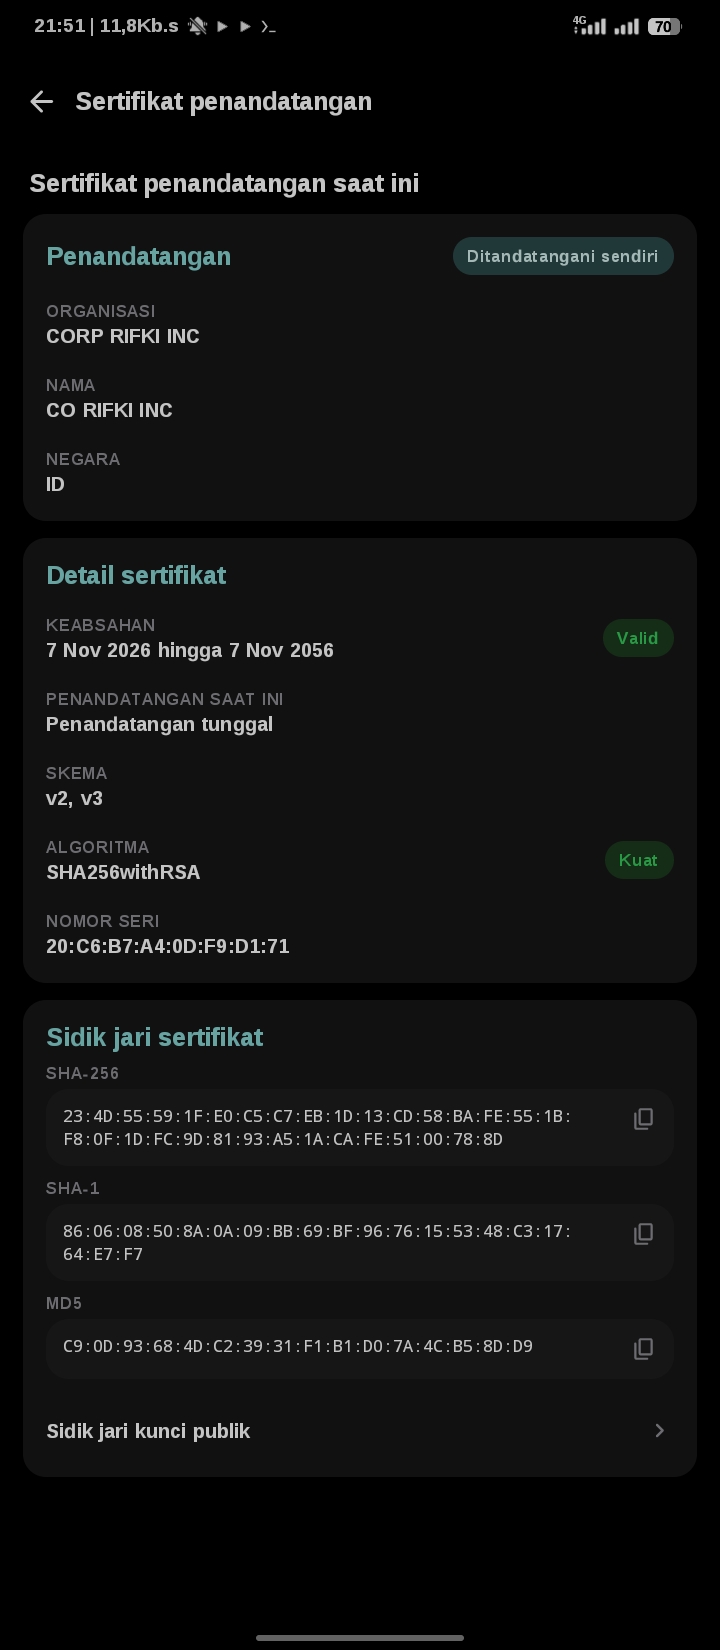 21:51 | 11,8Kb.s
4G
70
Sertifikat penandatangan
Sertifikat penandatangan saat ini
Penandatangan
Ditandatangani sendiri
ORGANISASI
CORP RIFKI INC
NAMA
CO RIFKI INC
NEGARA
ID
Detail sertifikat
KEABSAHAN
7 Nov 2026 hingga 7 Nov 2056
Valid
PENANDATANGAN SAAT INI
Penandatangan tunggal
SKEMA
v2, v3
ALGORITMA
SHA256withRSA
Kuat
NOMOR SERI
20:C6:B7:A4:0D:F9:D1:71
Sidik jari sertifikat
SHA-256
23:4D:55:59:1F:E0:C5:C7:EB:1D:13:CD:58:BA:FE:55:1B:
F8:0F:1D:FC:9D:81:93:A5:1A:CA:FE:51:00:78:8D
SHA-1
86:06:08:50:8A:0A:09:BB:69:BF:96:76:15:53:48:C3:17:
64:E7:F7
MD5
C9:0D:93:68:4D:C2:39:31:F1:B1:D0:7A:4C:B5:8D:D9
Sidik jari kunci publik